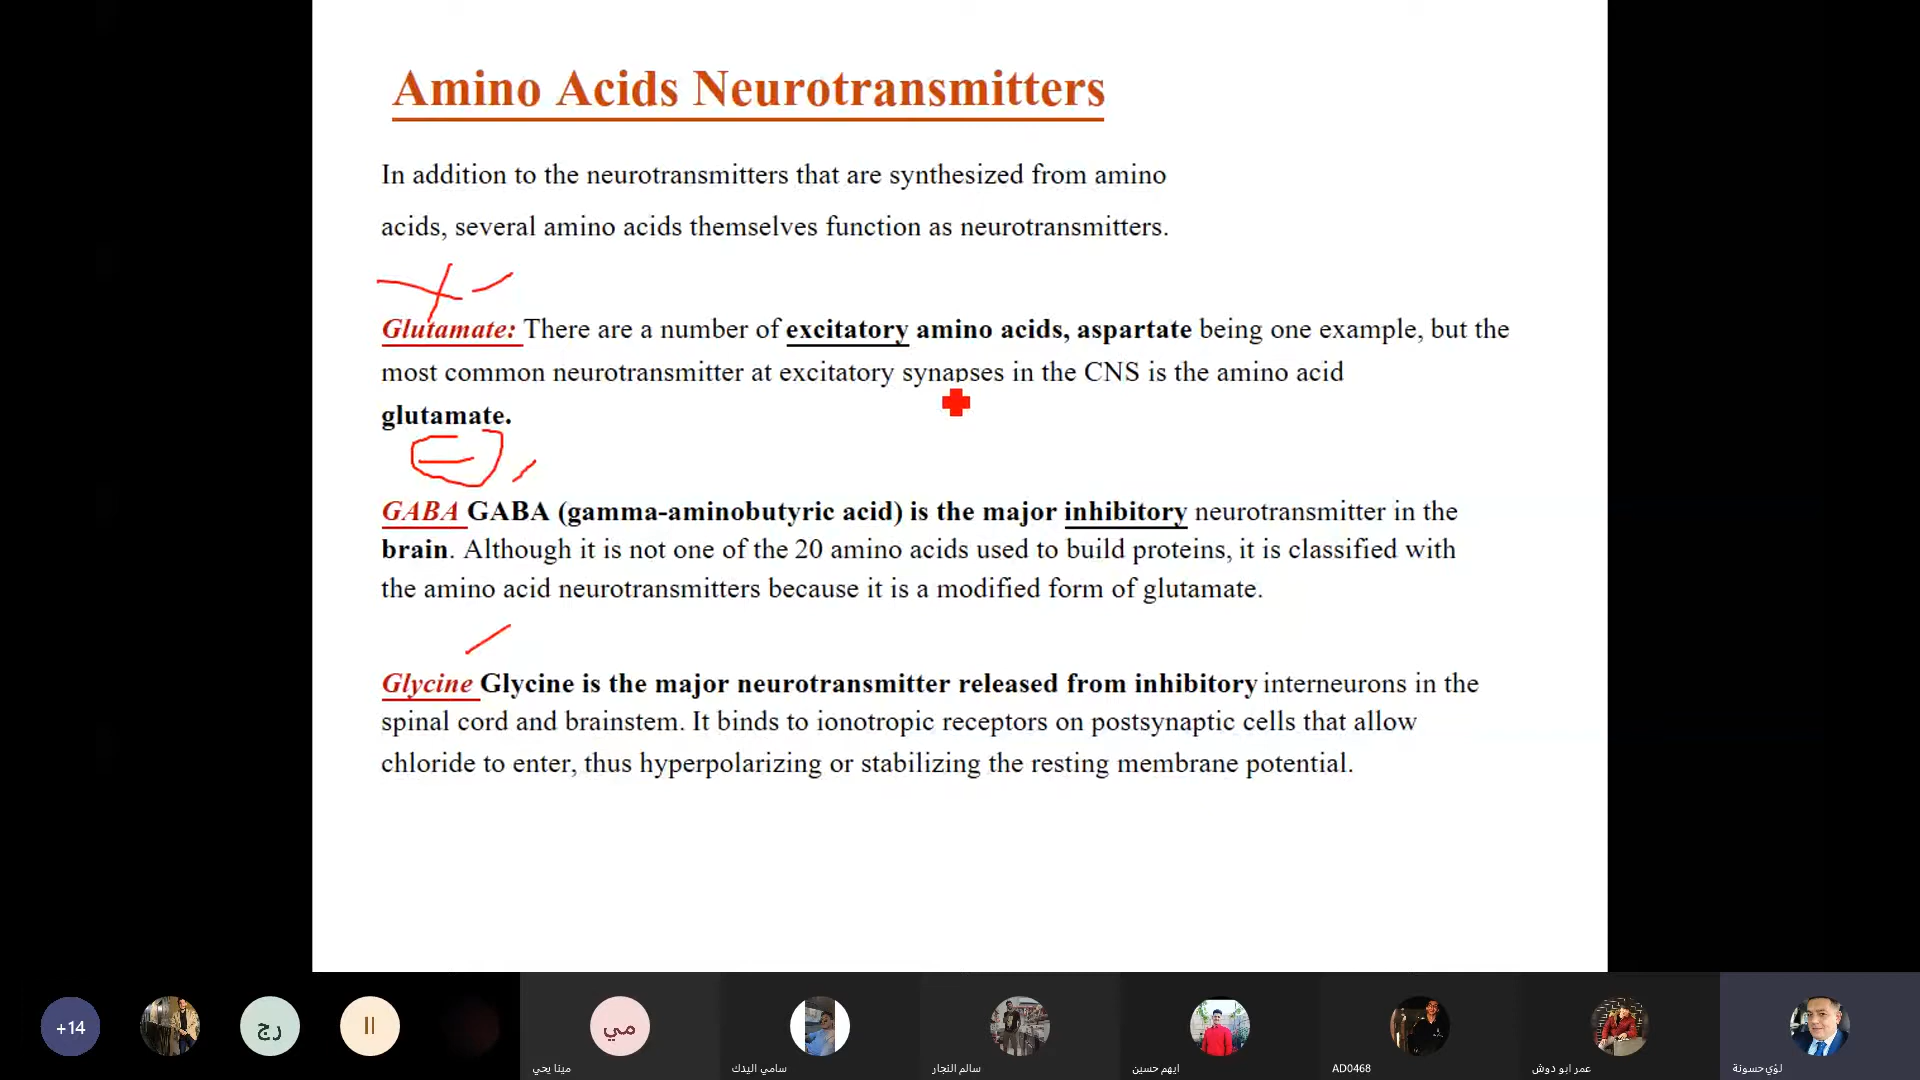 Amino Acids Neurotransmitters
In addition to the neurotransmitters that are synthesized from amino
acids, several amino acids themselves function as neurotransmitters.
Glutamate: There are a number of excitatory amino acids, aspartate being one example, but the
most common neurotransmitter at excitatory synapses in the CNS is the amino acid
glutamate.
GABA GABA (gamma-aminobutyric acid) is the major inhibitory neurotransmitter in the
brain. Although it is not one of the 20 amino acids used to build proteins, it is classified with
the amino acid neurotransmitters because it is a modified form of glutamate.
Glycine Glycine is the major neurotransmitter released from inhibitory interneurons in the
spinal cord and brainstem. It binds to ionotropic receptors on postsynaptic cells that allow
chloride to enter, thus hyperpolarizing or stabilizing the resting membrane potential.
+14
رج
اا
مي
مينا يحي
سامي اليدك
سالم النجار
ايهم حسين
AD0468
عمر ابو دوش
لؤي حسونة